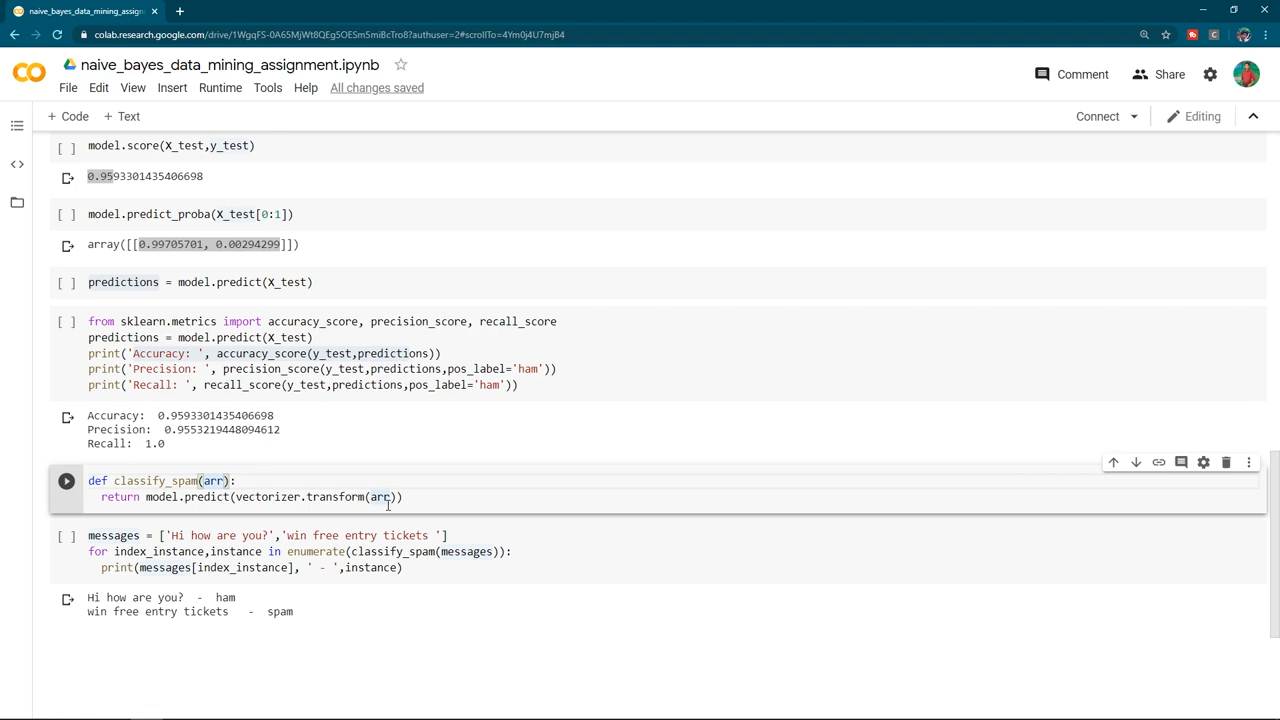 naive_bayes_data_mining_assign
colab.research.google.com/drive/1WgqFS-0A65MjWt8QEg5OESm5miBcTro8?authuser=2#scrollTo=4Ym0j4U7mjB4
naive_bayes_data_mining_assignment.ipynb
Comment
Share
File Edit View Insert Runtime Tools Help All changes saved
+ Code + Text
Connect
Editing
[ ] model.score(X_test,y_test)
0.9593301435406698
[ ] model.predict_proba(X_test[0:1])
array([[0.99705701, 0.00294299]])
[ ] predictions = model.predict(X_test)
[ ] from sklearn.metrics import accuracy_score, precision_score, recall_score
predictions = model.predict(X_test)
print('Accuracy: ', accuracy_score(y_test,predictions))
print('Precision: ', precision_score(y_test,predictions,pos_label='ham'))
print('Recall: ', recall_score(y_test,predictions,pos_label='ham'))
Accuracy:  0.9593301435406698
Precision:  0.9553219448094612
Recall:  1.0
def classify_spam(arr):
return model.predict(vectorizer.transform(arr))
[ ] messages = ['Hi how are you?','win free entry tickets ']
for index_instance,instance in enumerate(classify_spam(messages)):
print(messages[index_instance], ' - ',instance)
Hi how are you?  -  ham
win free entry tickets   -  spam